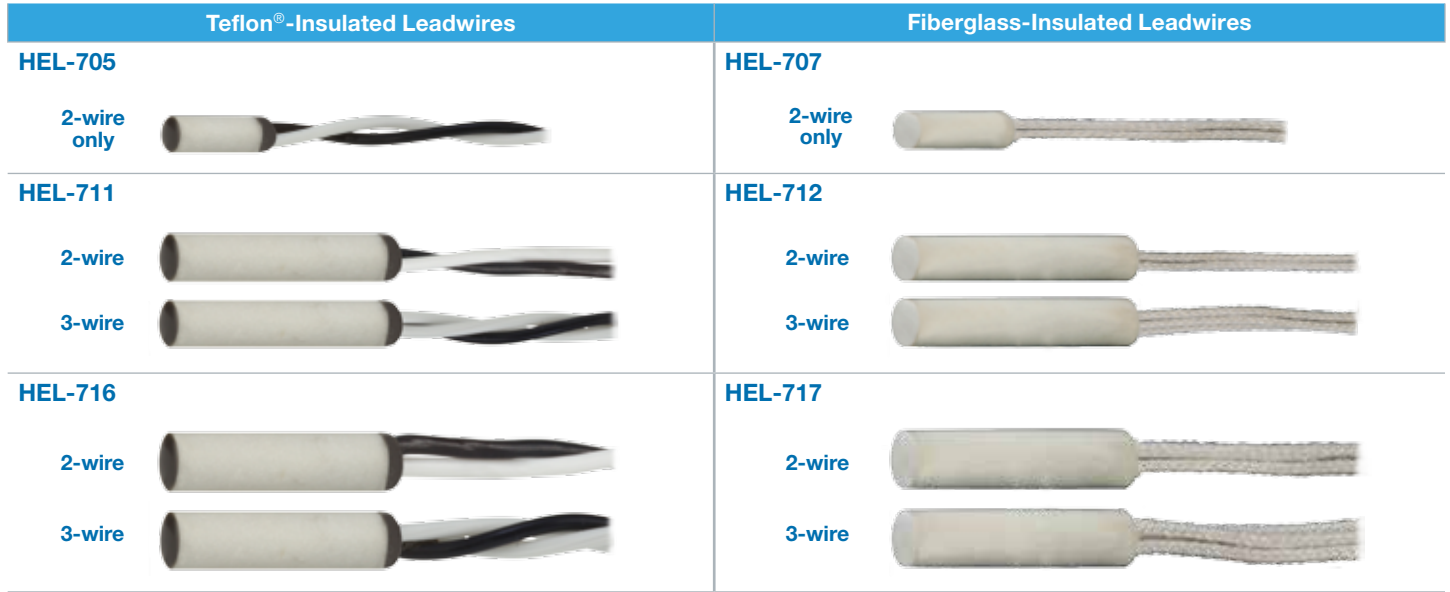 Teflon®-Insulated Leadwires
Fiberglass-Insulated Leadwires
HEL-705
2-wire
only
HEL-707
2-wire
only
HEL-711
2-wire
3-wire
HEL-712
2-wire
3-wire
HEL-716
2-wire
3-wire
HEL-717
2-wire
3-wire